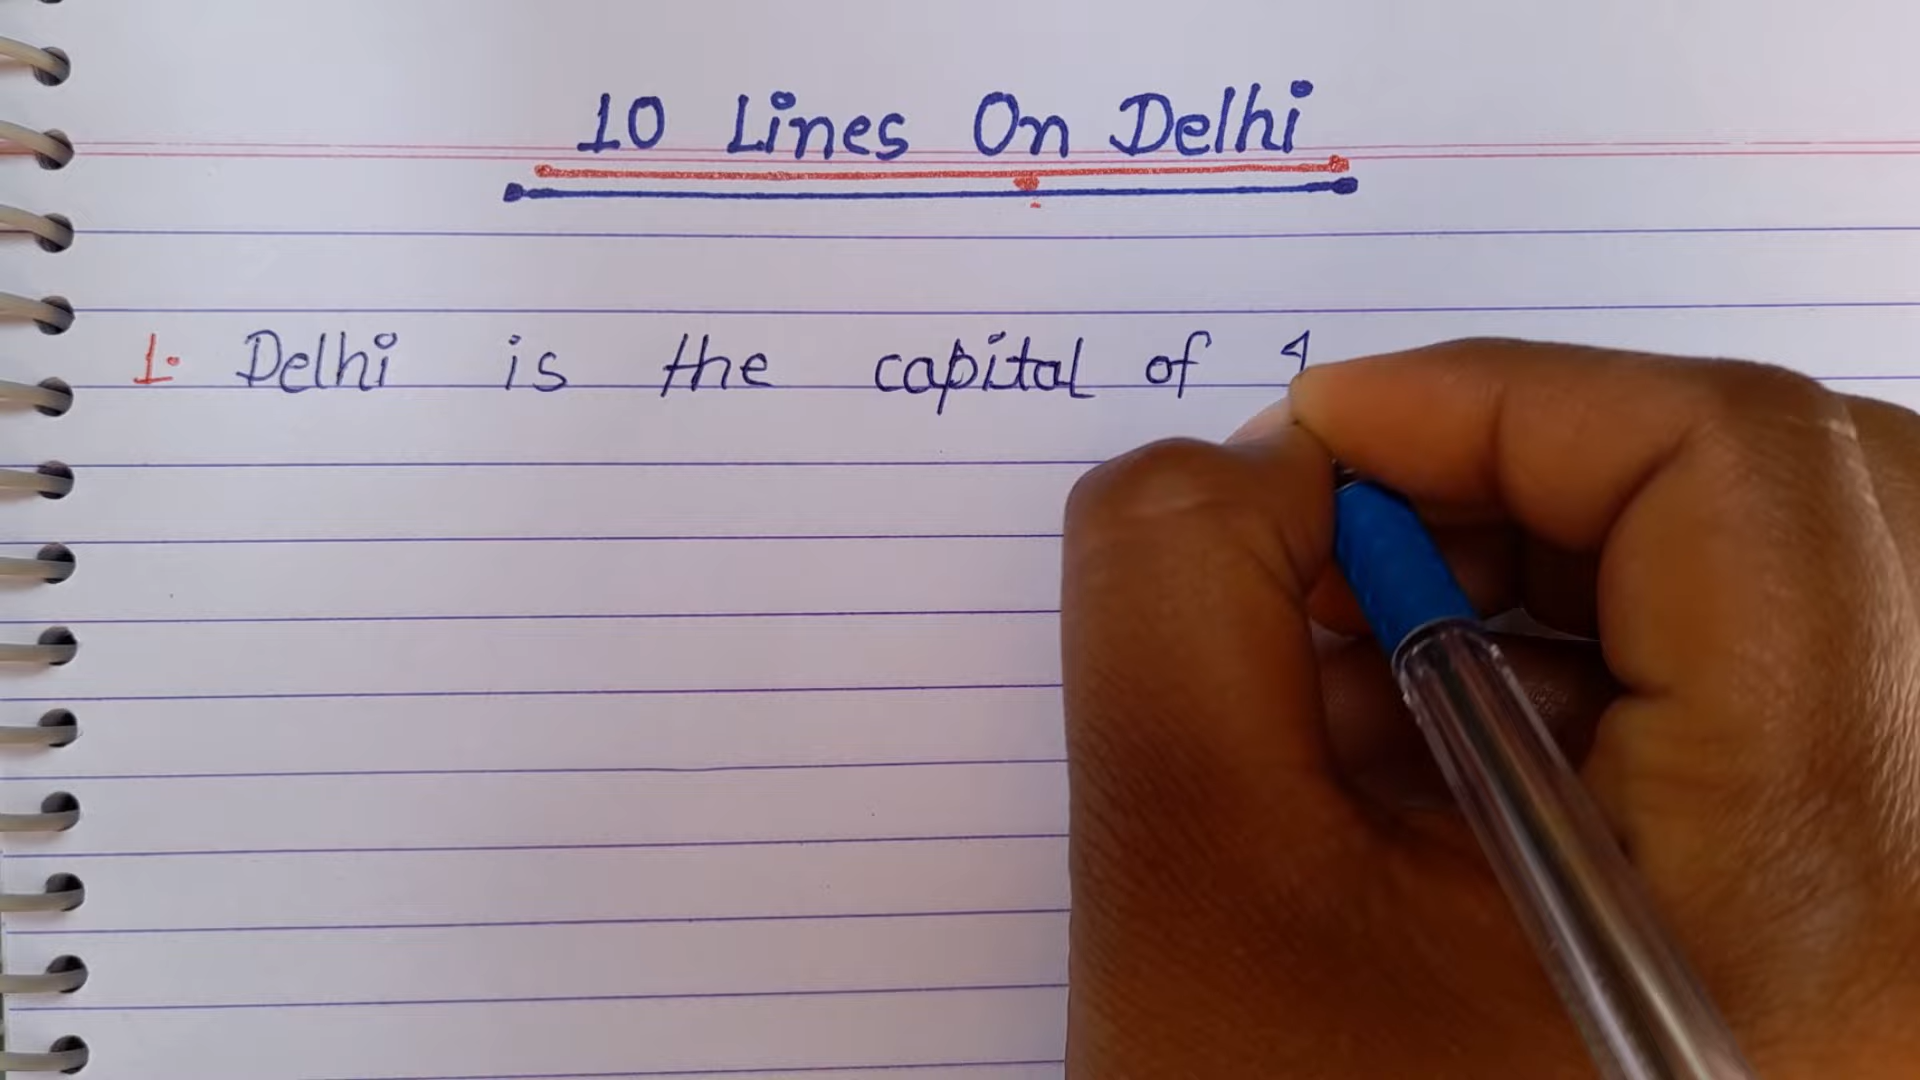 10 Lines On Delhi
1. Delhi is the capital of